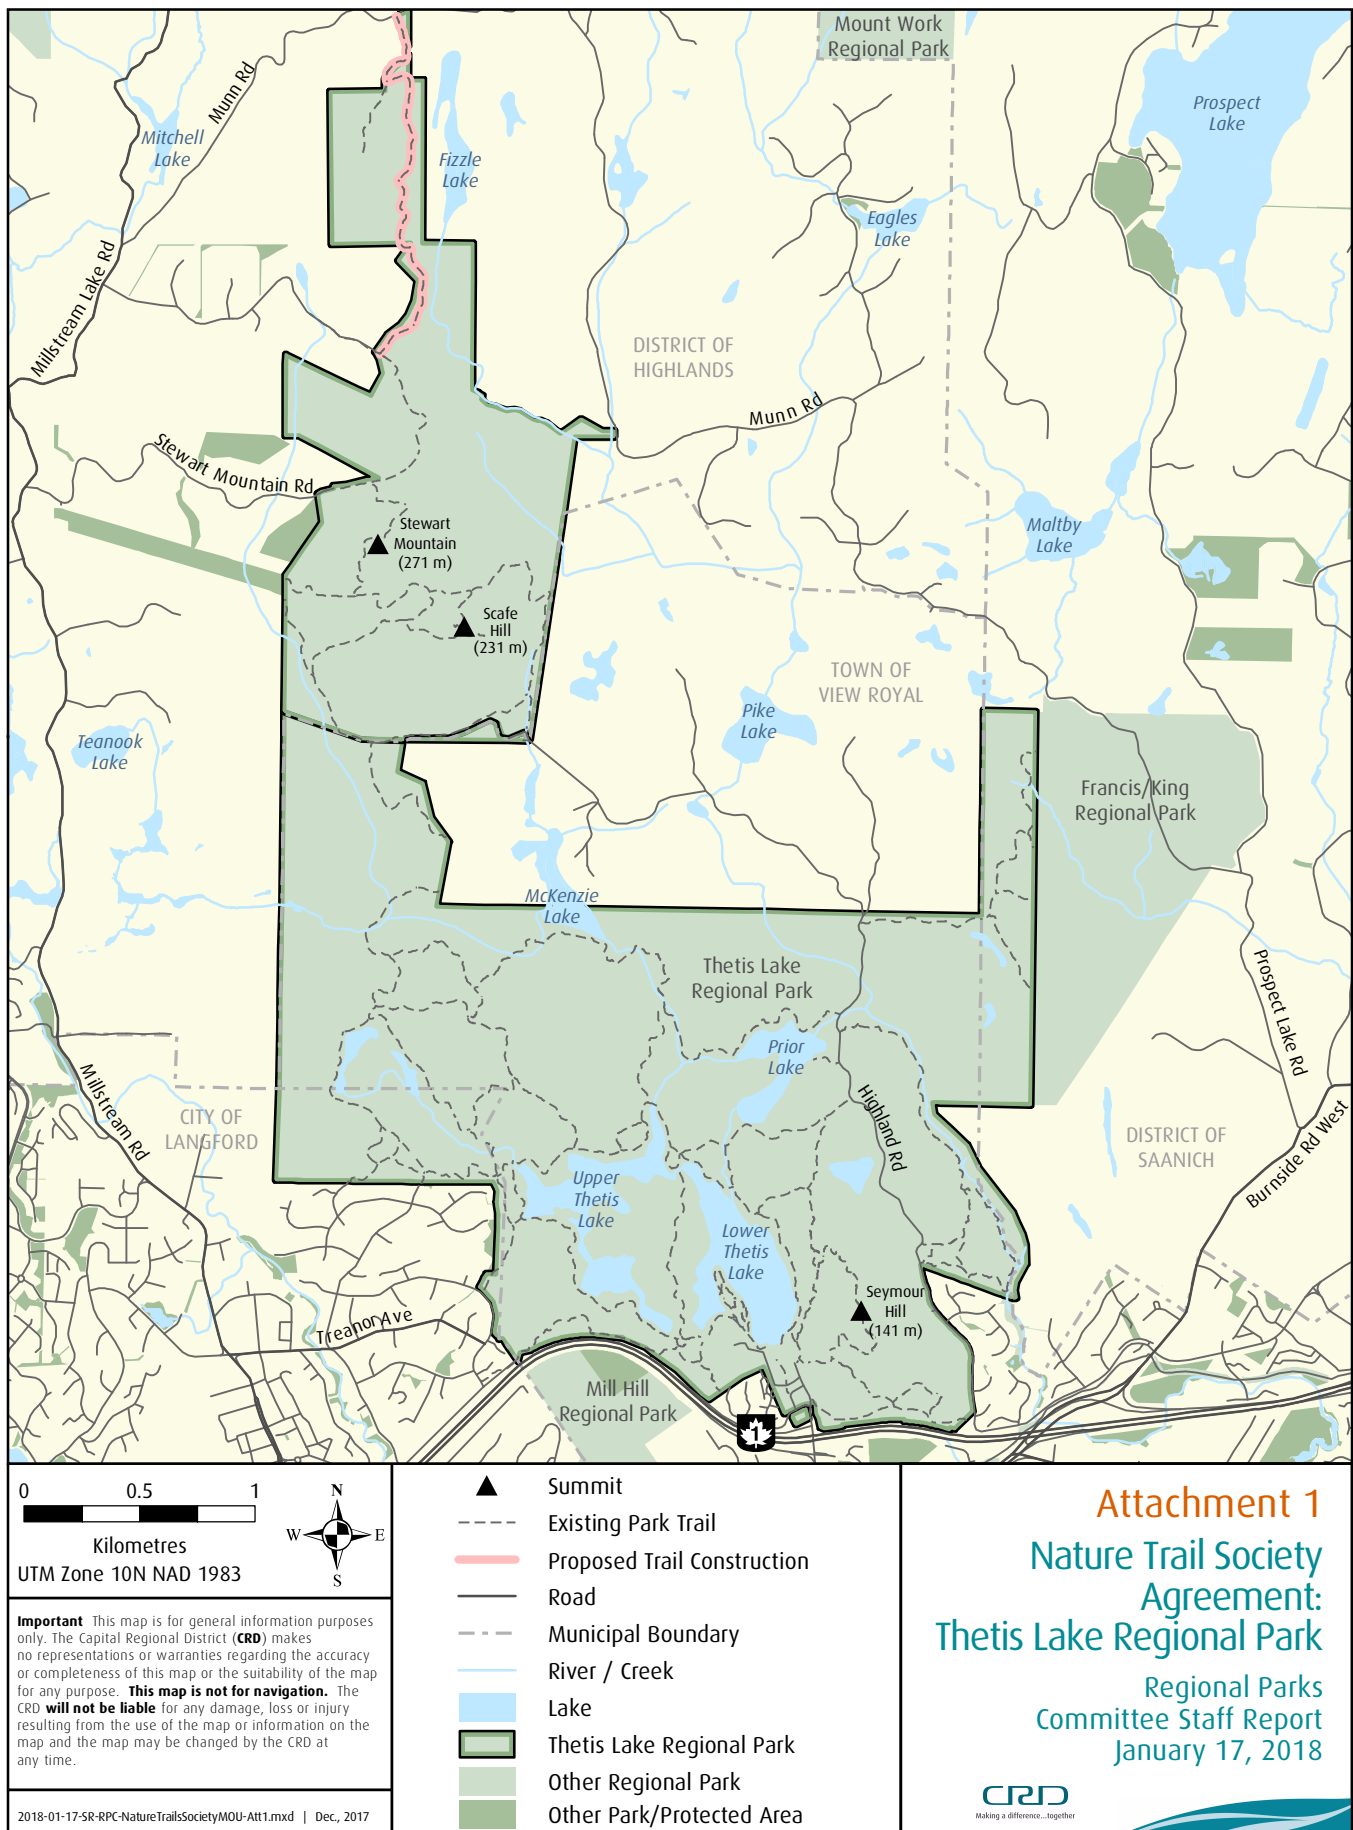 Mount Work
Regional Park
Prospect
Lake
Munn Rd
Mitchell
Lake
Fizzle
Lake
Eagles
Lake
Millstream Lake Rd
DISTRICT OF
HIGHLANDS
Munn Rd
Stewart Mountain Rd
Stewart
Mountain
(271 m)
Maltby
Lake
Scafe
Hill
(231 m)
TOWN OF
VIEW ROYAL
Pike
Lake
Teanook
Lake
Francis/King
Regional Park
McKenzie
Lake
Thetis Lake
Regional Park
Prospect Lake Rd
Prior
Lake
Millstream Rd
CITY OF
LANGFORD
Highland Rd
DISTRICT OF
SAANICH
Burnside Rd West
Upper
Thetis
Lake
Lower
Thetis
Lake
Seymour
Hill
(141 m)
Treanor Ave
Mill Hill
Regional Park
1
0 0.5 1
Kilometres
UTM Zone 10N NAD 1983
N
W E
S
Important This map is for general information purposes
only. The Capital Regional District (CRD) makes
no representations or warranties regarding the accuracy
or completeness of this map or the suitability of the map
for any purpose. This map is not for navigation. The
CRD will not be liable for any damage, loss or injury
resulting from the use of the map or information on the
map and the map may be changed by the CRD at
any time.
2018-01-17-SR-RPC-NatureTrailsSocietyMOU-Att1.mxd | Dec., 2017
Summit
Existing Park Trail
Proposed Trail Construction
Road
Municipal Boundary
River / Creek
Lake
Thetis Lake Regional Park
Other Regional Park
Other Park/Protected Area
Attachment 1
Nature Trail Society
Agreement:
Thetis Lake Regional Park
Regional Parks
Committee Staff Report
January 17, 2018
CRD
Making a difference...together